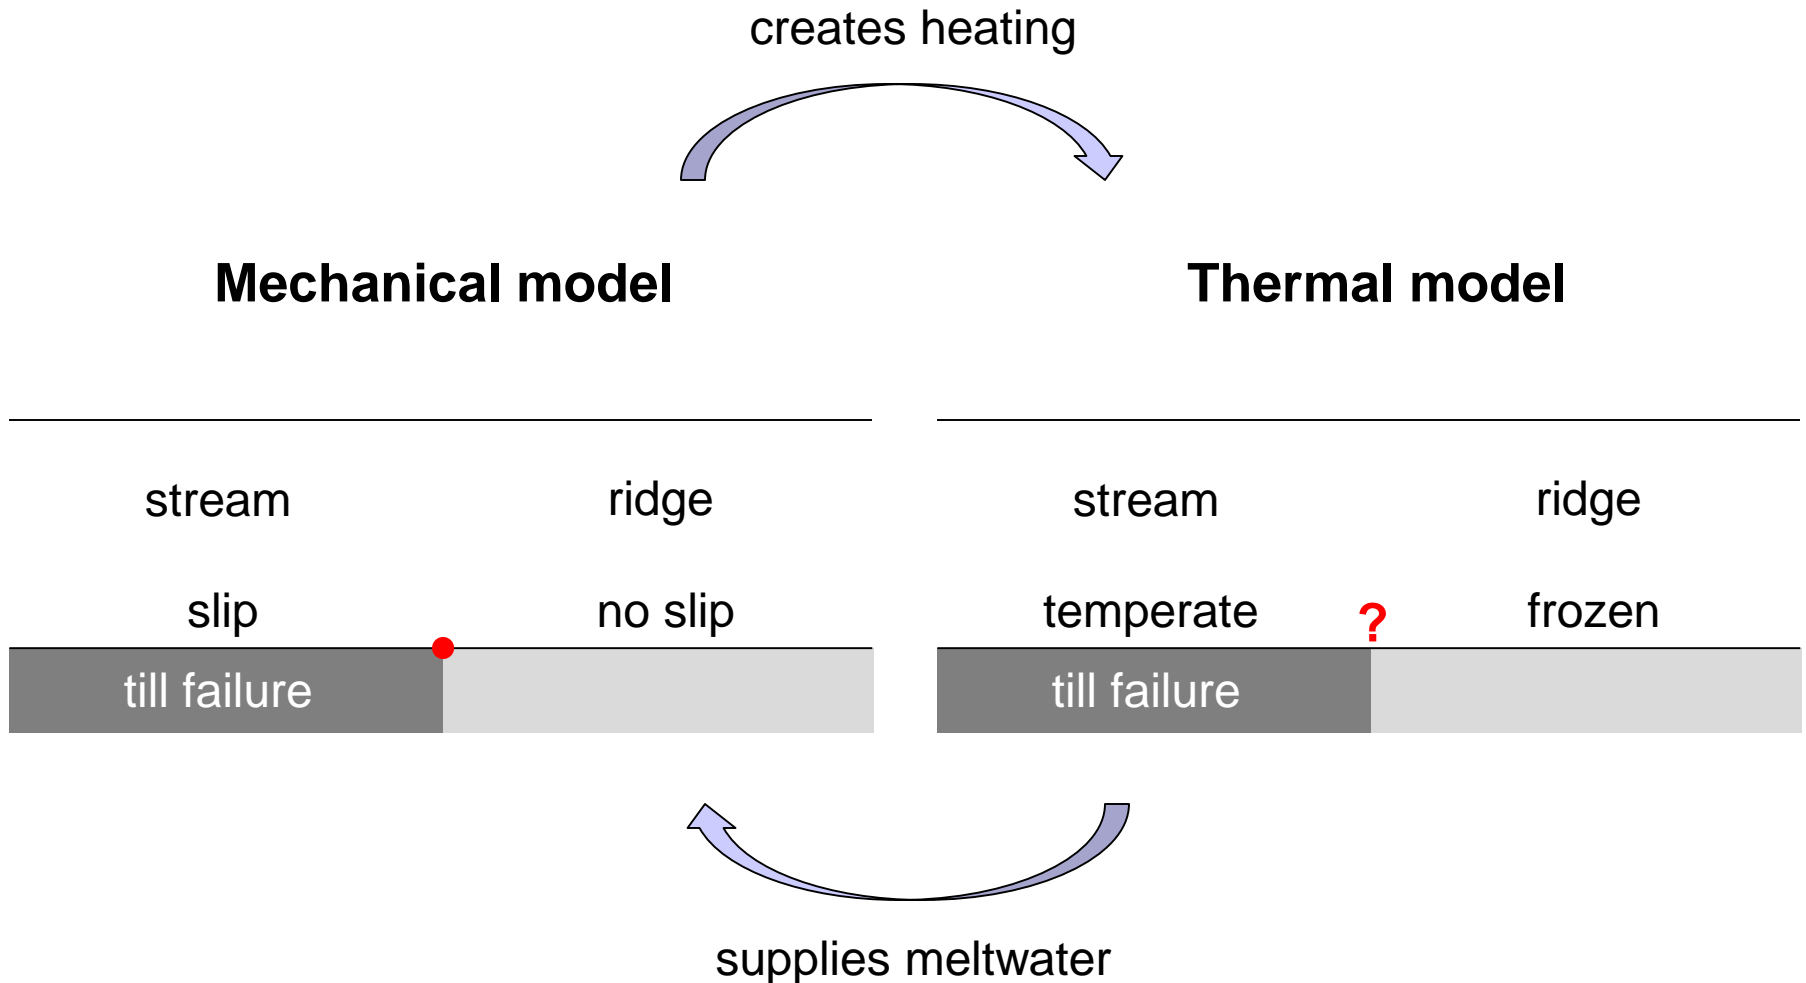 creates heating
Mechanical model
Thermal model
stream
ridge
stream
ridge
slip
no slip
temperate
?
frozen
till failure
till failure
supplies meltwater